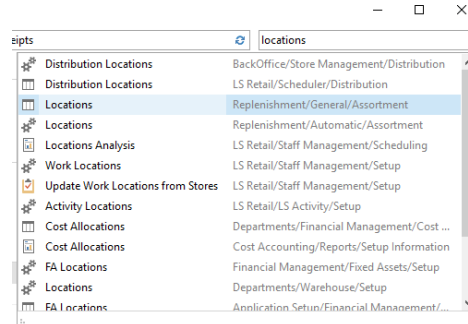 eipts locations
Distribution Locations BackOffice/Store Management/Distribution
Distribution Locations LS Retail/Scheduler/Distribution
Locations Replenishment/General/Assortment
Locations Replenishment/Automatic/Assortment
Locations Analysis LS Retail/Staff Management/Scheduling
Work Locations LS Retail/Staff Management/Setup
Update Work Locations from Stores LS Retail/Staff Management/Setup
Activity Locations LS Retail/LS Activity/Setup
Cost Allocations Departments/Financial Management/Cost ...
Cost Allocations Cost Accounting/Reports/Setup Information
FA Locations Financial Management/Fixed Assets/Setup
Locations Departments/Warehouse/Setup
FA Locations Application Setup/Financial Management/...